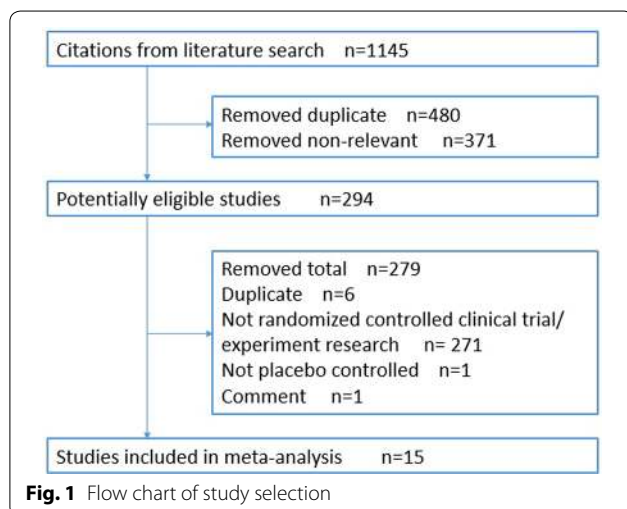 Citations from literature search n=1145
Removed duplicate n=480
Removed non-relevant n=371
Potentially eligible studies n=294
Removed total n=279
Duplicate n=6
Not randomized controlled clinical trial/
experiment research n= 271
Not placebo controlled n=1
Comment n=1
Studies included in meta-analysis n=15
Fig. 1 Flow chart of study selection